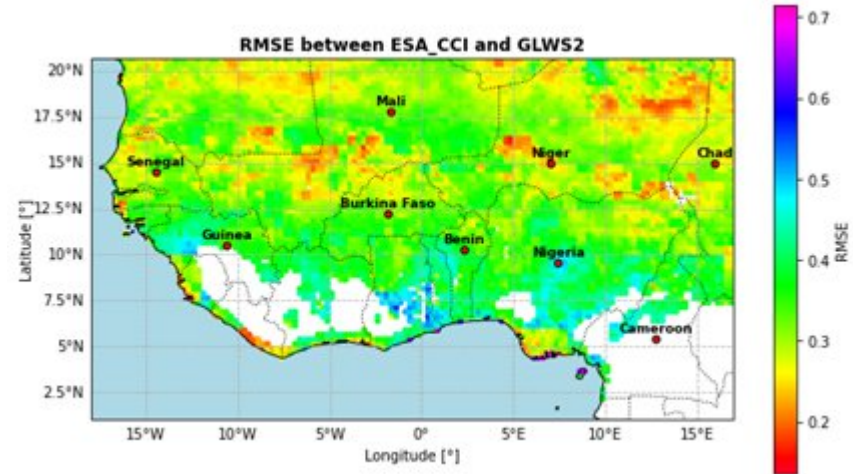 RMSE between ESA_CCI and GLWS2
20°N
17.5°N
15°N
12.5°N
10°N
7.5°N
5°N
2.5°N
Latitude [°]
Mali
Senegal
Niger
Chad
Burkina Faso
Guinea
Benin
Nigeria
Cameroon
15°W
10°W
5°W
0°
5°E
10°E
15°E
Longitude [°]
0.7
0.6
0.5
0.4
0.3
0.2
RMSE